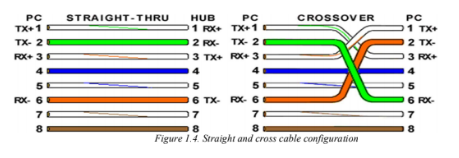 PC STRAIGHT-THRU HUB PC CROSSOVER PC
TX+ 1 1 RX+ TX+ 1 1 TX+
TX- 2 2 RX- TX- 2 2 TX-
RX+ 3 3 TX+ RX+ 3 3 RX+
4 4 4 4
5 5 5 5
RX- 6 6 TX- RX- 6 6 RX-
7 7 7 7
8 8 8 8
Figure 1.4. Straight and cross cable configuration